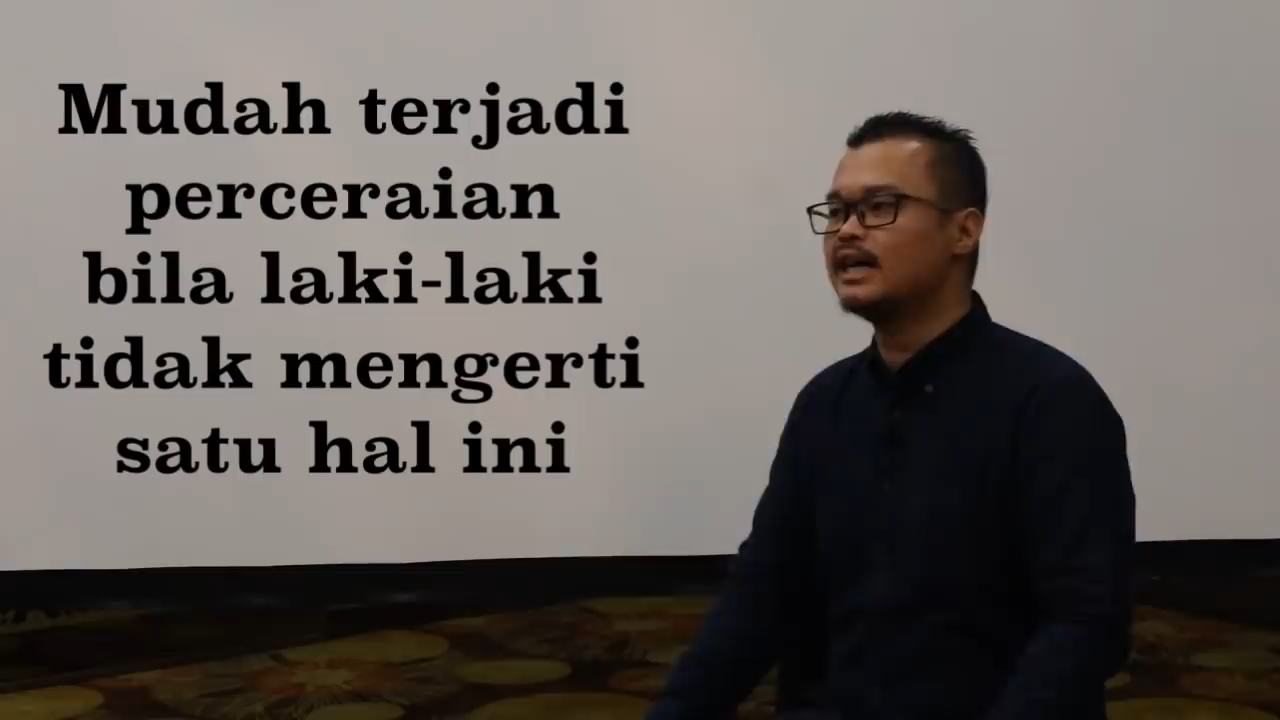 Mudah terjadi
perceraian
bila laki-laki
tidak mengerti
satu hal ini